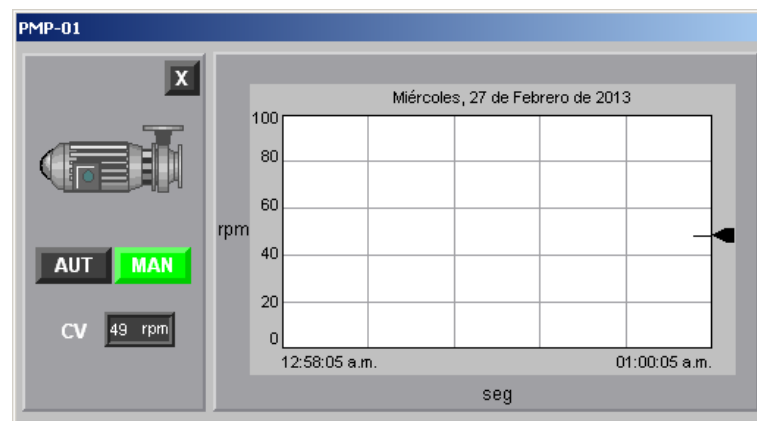 PMP-01
X
AUT MAN
CV 49 rpm
Miércoles, 27 de Febrero de 2013
100
80
60
rpm
40
20
0
12:58:05 a.m. 01:00:05 a.m.
seg